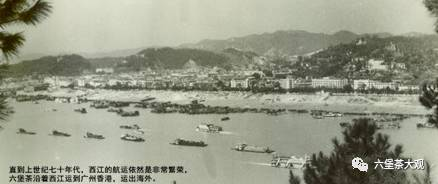 直到上世纪七十年代，西江的航运依然是非常繁荣，
六堡茶沿着西江运到广州香港，运出海外。
六堡茶大观